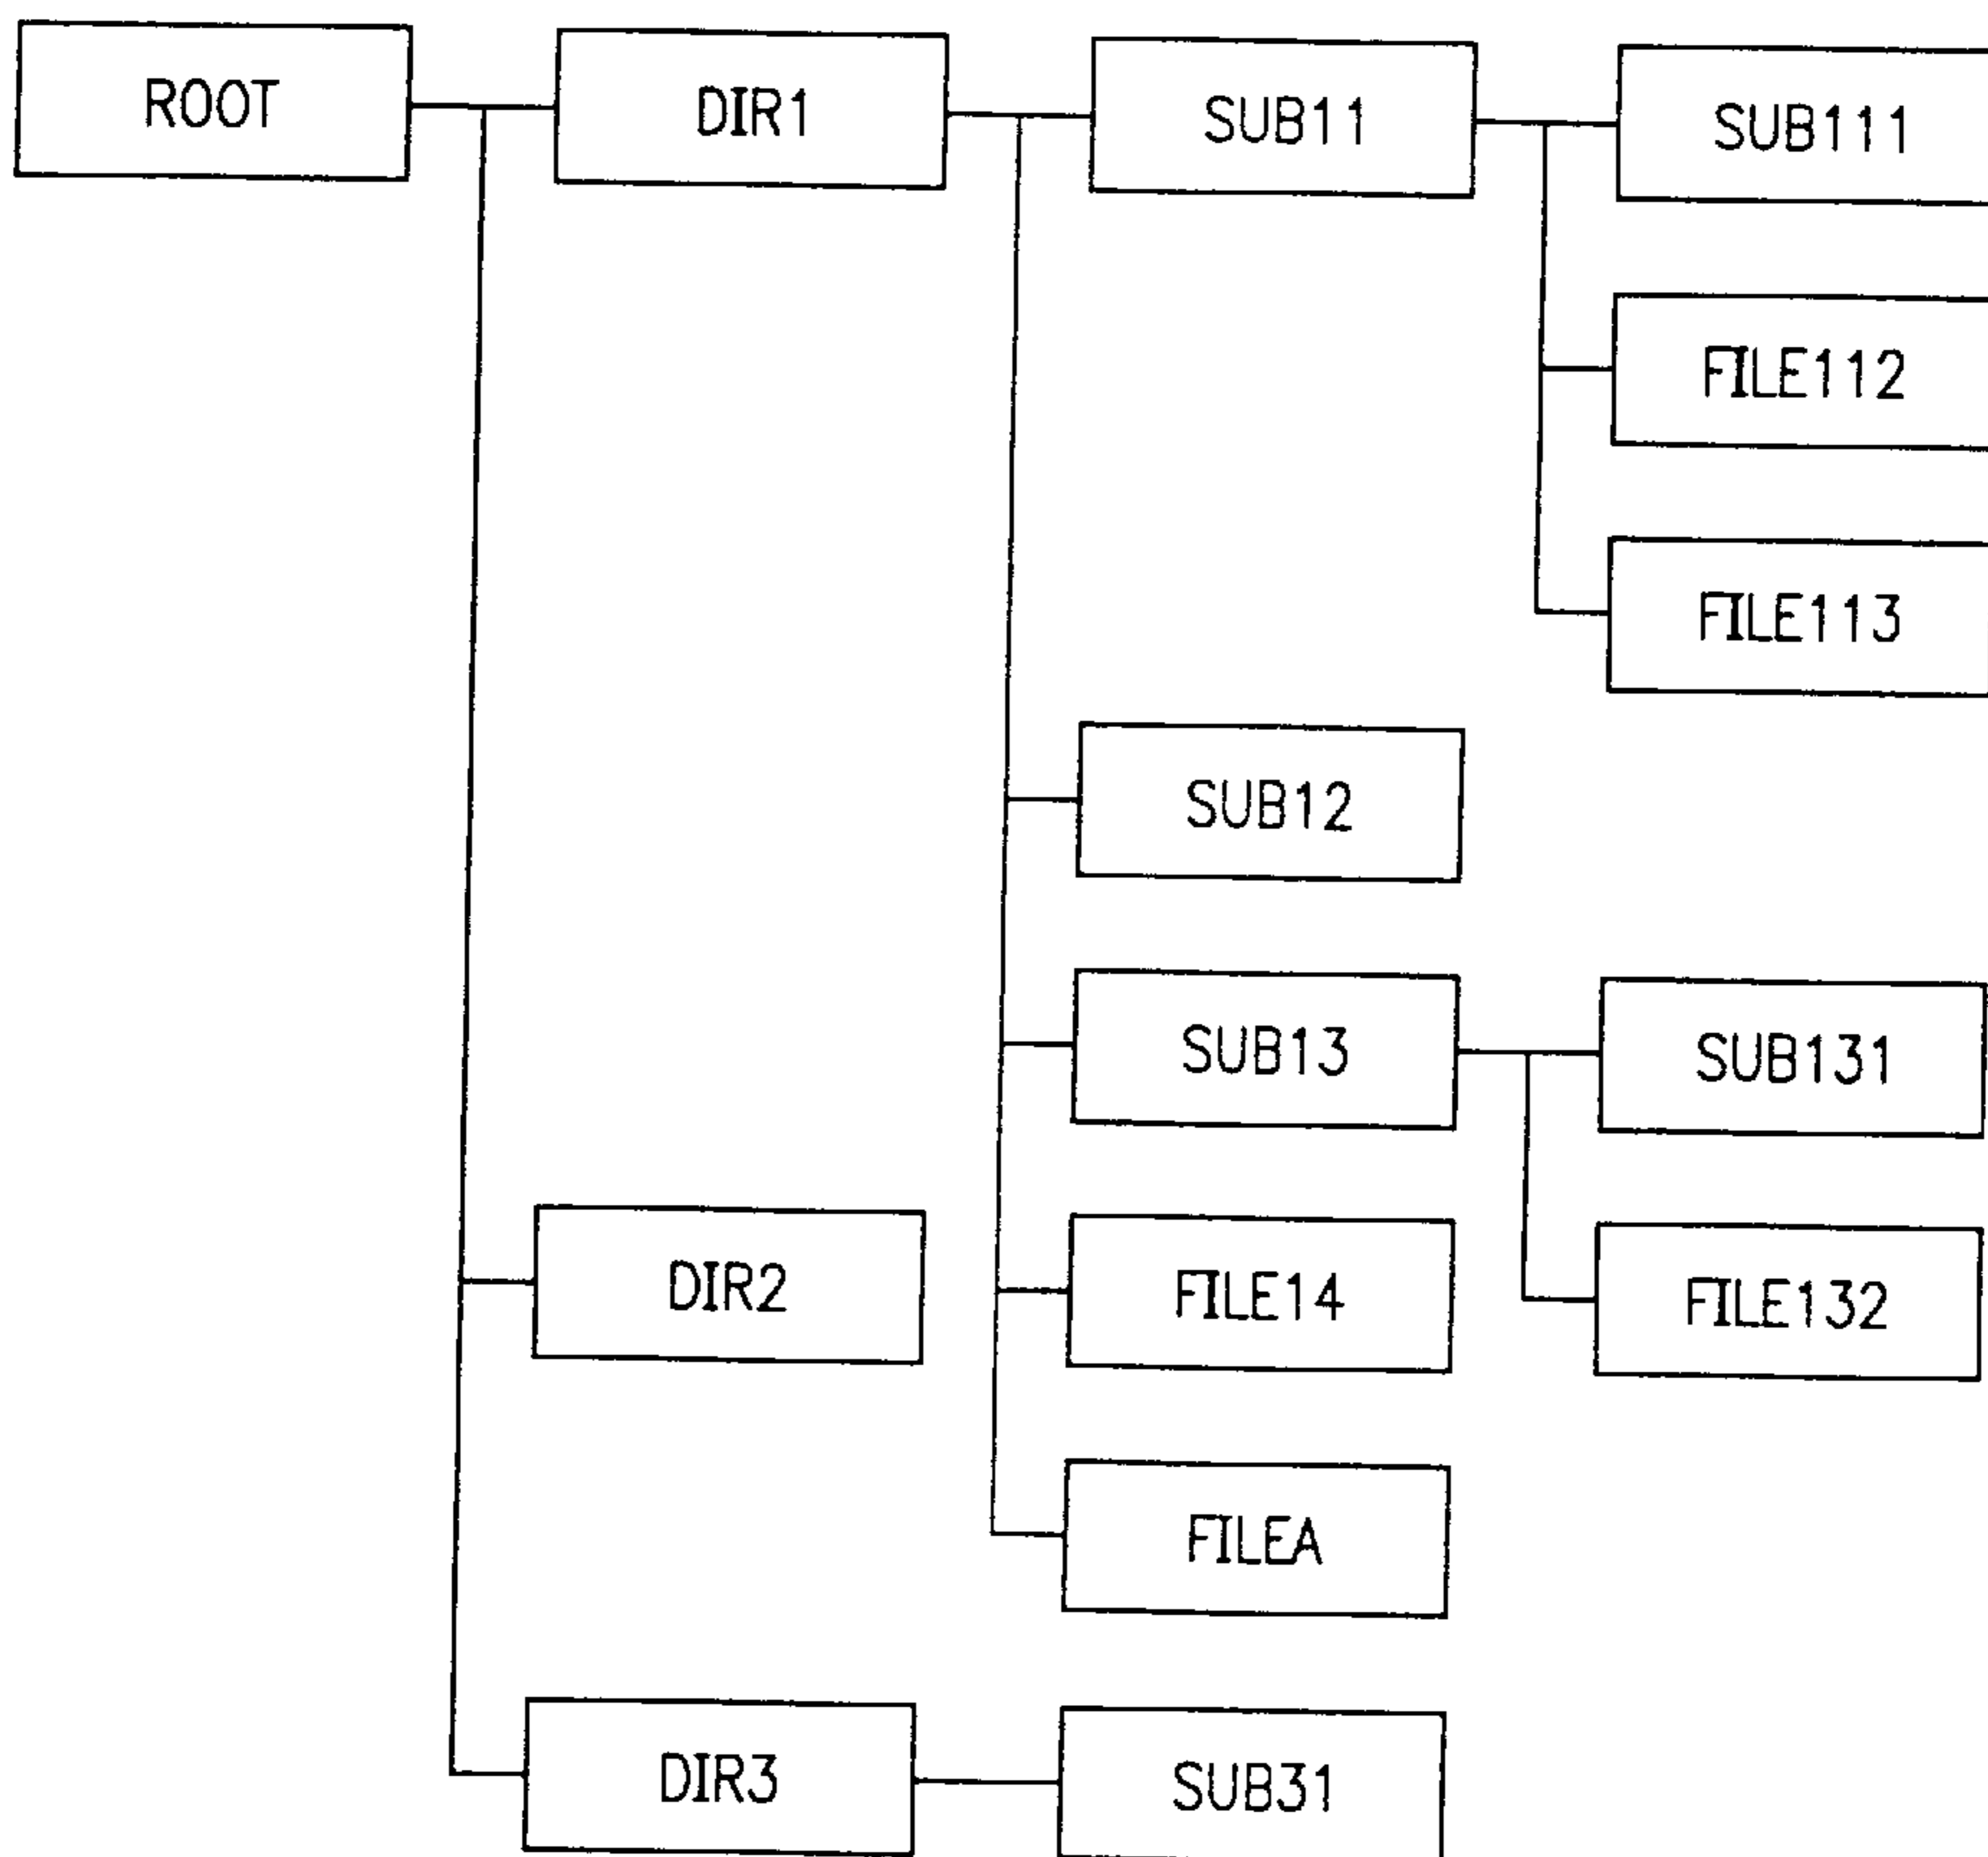 ROOT
DIR1
SUB11
SUB111
FILE112
FILE113
SUB12
SUB13
SUB131
DIR2
FILE14
FILE132
FILEA
DIR3
SUB31